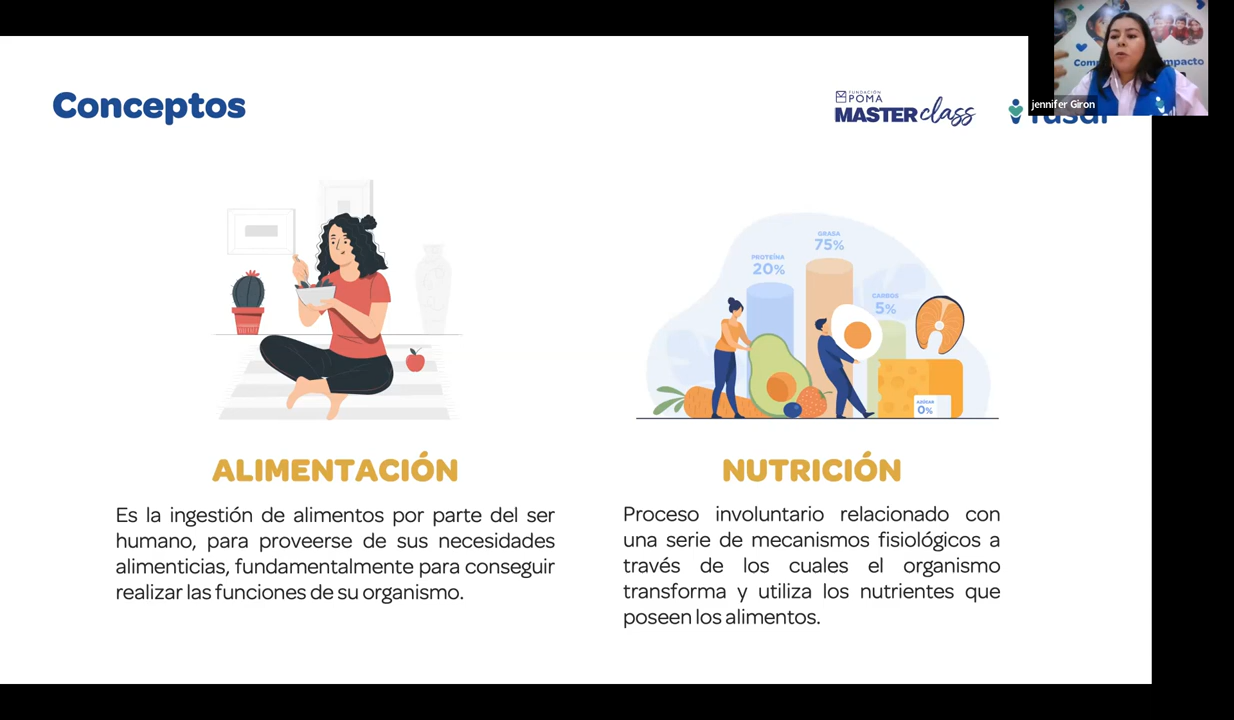 Conceptos
FUNDACIÓN
POMA
MASTER class
jennifer Giron
GRASA
75%
PROTEÍNA
20%
CARBOS
5%
AZÚCAR
0%
ALIMENTACIÓN
Es la ingestión de alimentos por parte del ser
humano, para proveerse de sus necesidades
alimenticias, fundamentalmente para conseguir
realizar las funciones de su organismo.
NUTRICIÓN
Proceso involuntario relacionado con
una serie de mecanismos fisiológicos a
través de los cuales el organismo
transforma y utiliza los nutrientes que
poseen los alimentos.